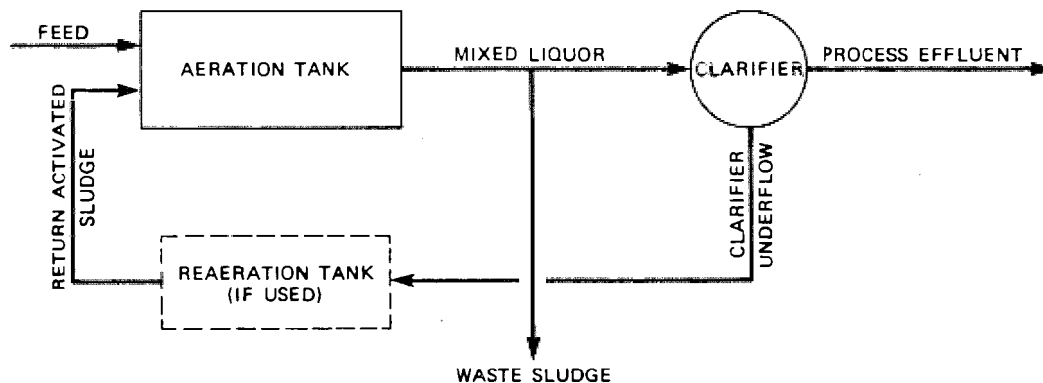 FEED
AERATION TANK
MIXED LIQUOR
CLARIFIER
PROCESS EFFLUENT
RETURN ACTIVATED
SLUDGE
CLARIFIER
UNDERFLOW
REAERATION TANK
(IF USED)
WASTE SLUDGE